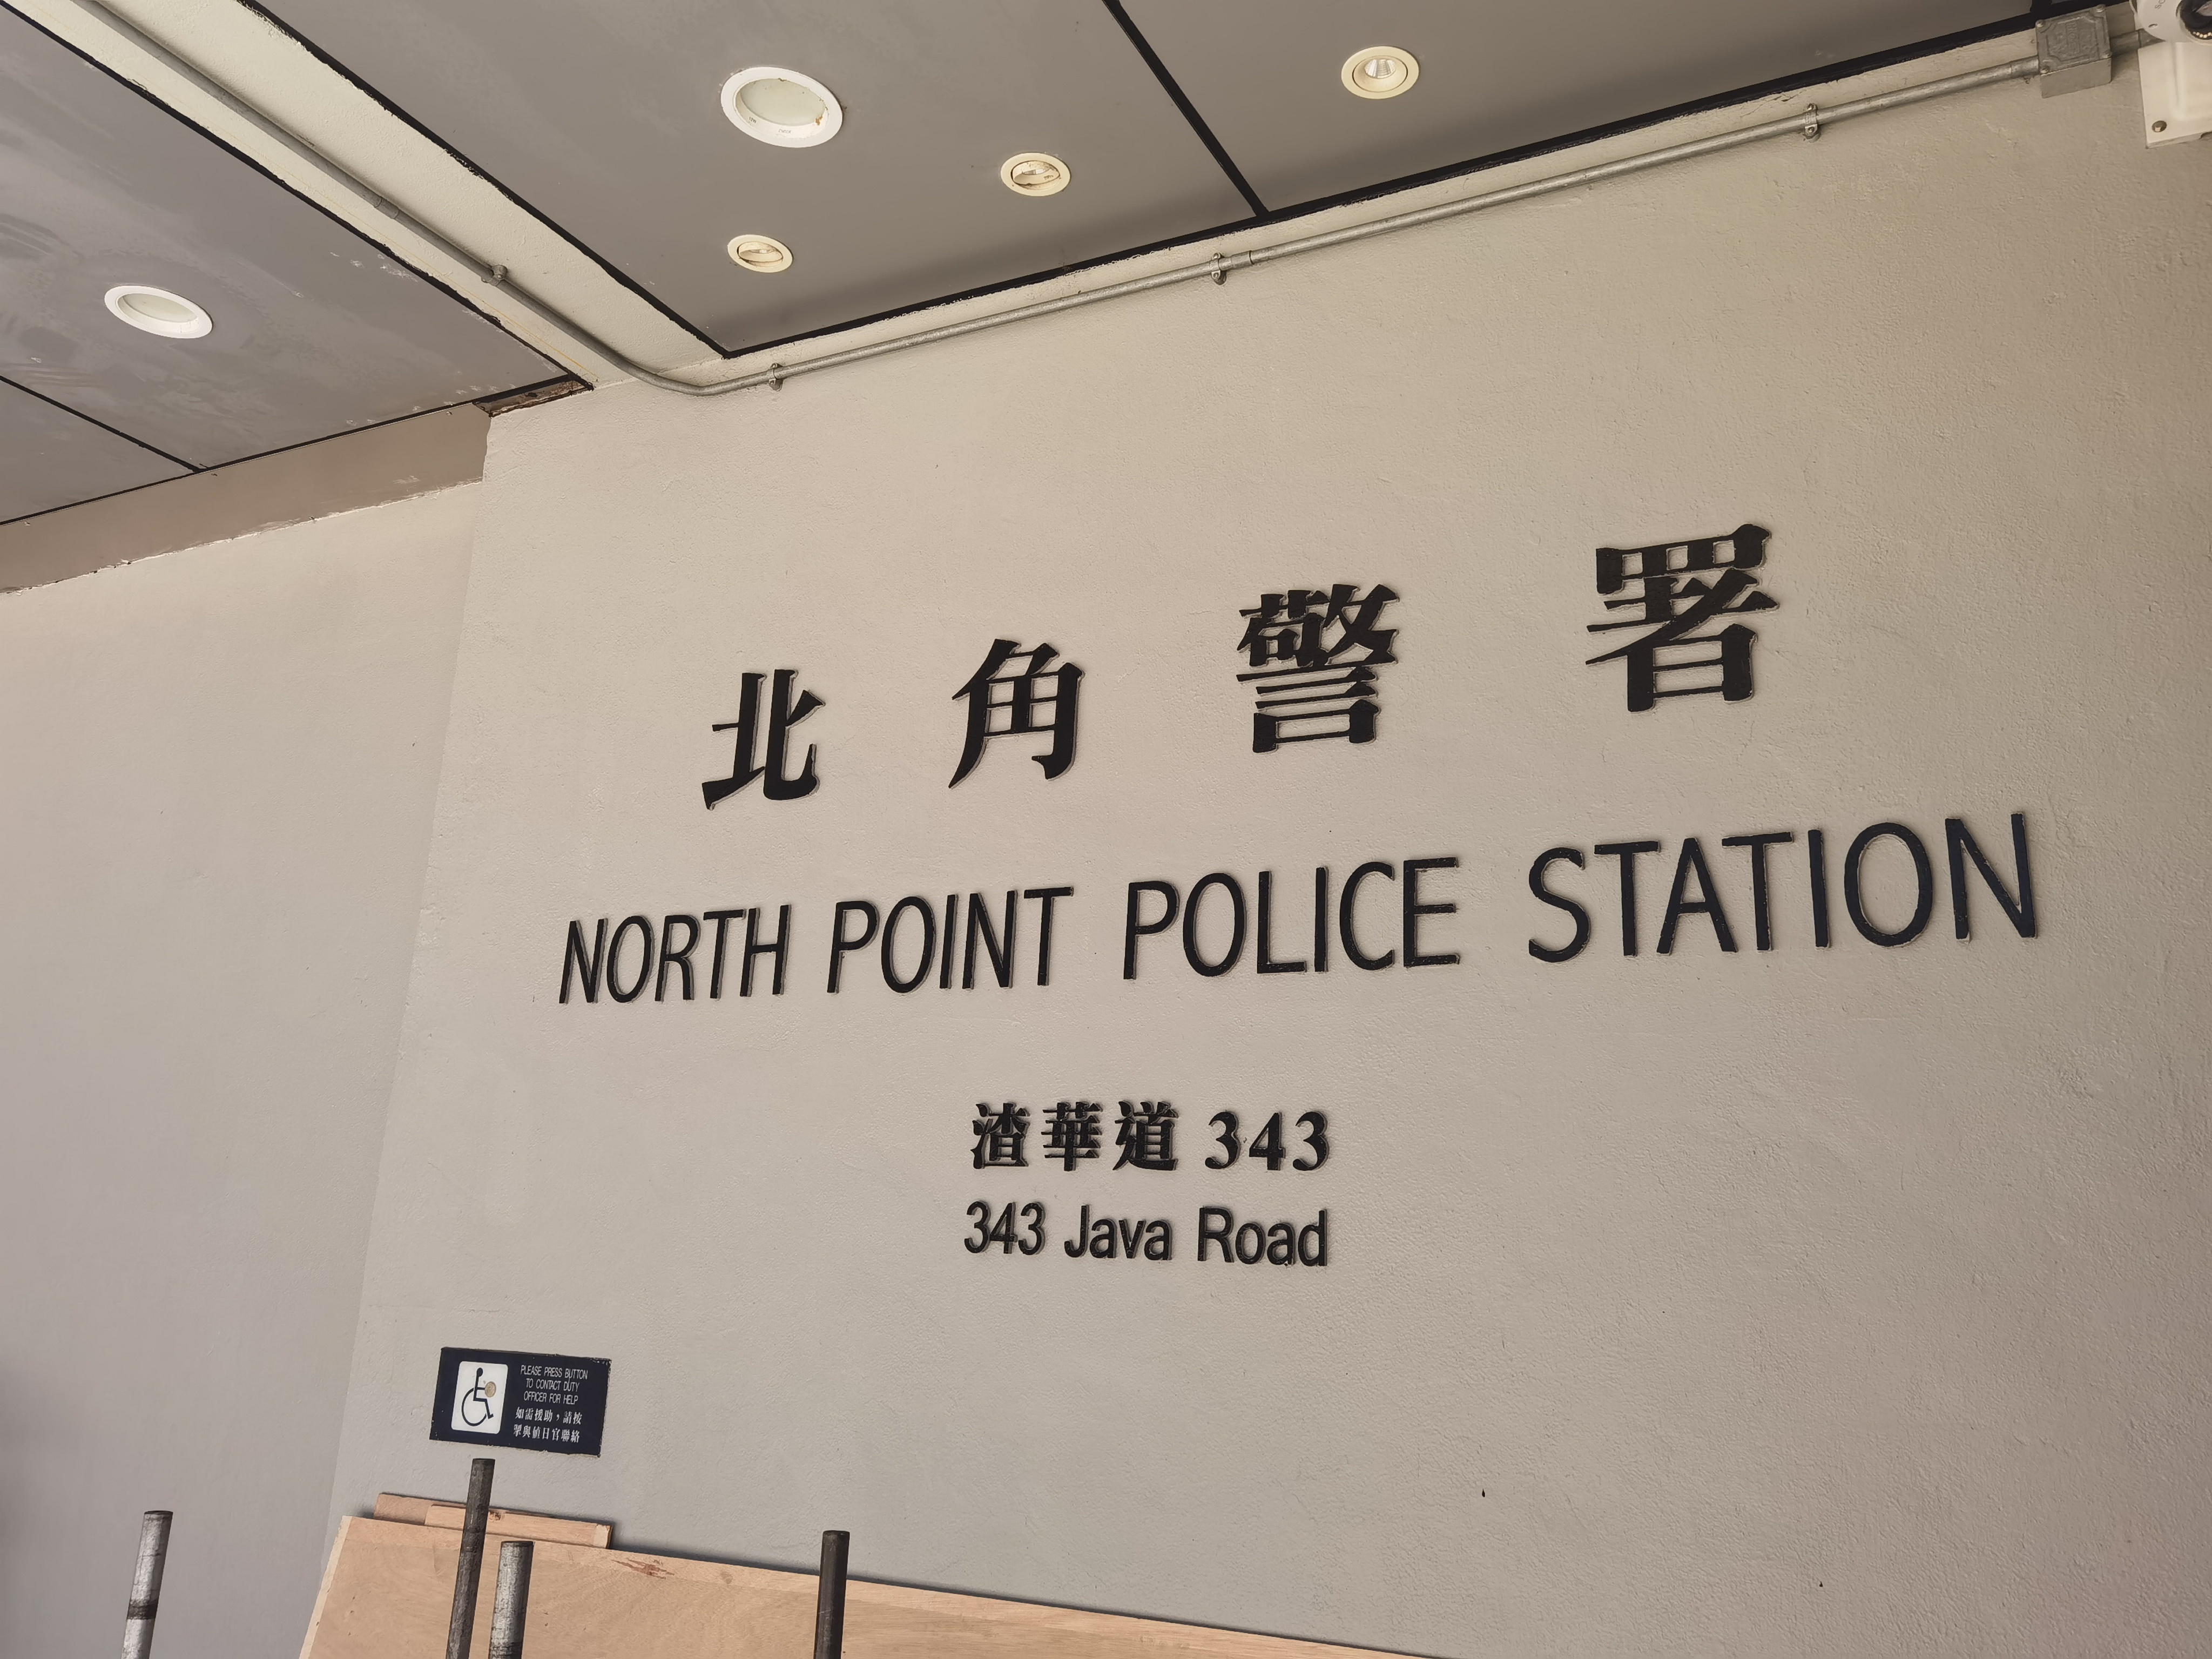 北角警署
NORTH POINT POLICE STATION
渣華道 343
343 Java Road
PLEASE PRESS BUTTON
TO CONTACT DUTY
OFFICER FOR HELP
如需援助，請按
掣與值日官聯絡